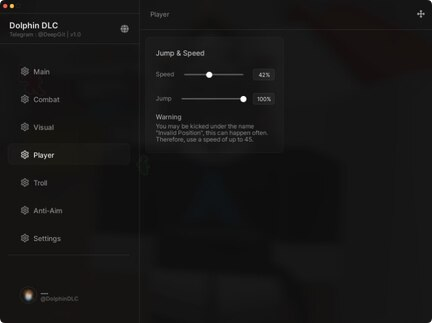 Dolphin DLC
Telegram : @DeepGit | v1.0
Main
Combat
Visual
Player
Troll
Anti-Aim
Settings
@DolphinDLC
Player
Jump & Speed
Speed
42%
Jump
100%
Warning
You may be kicked under the name
"Invalid Position", this can happen often.
Therefore, use a speed of up to 45.